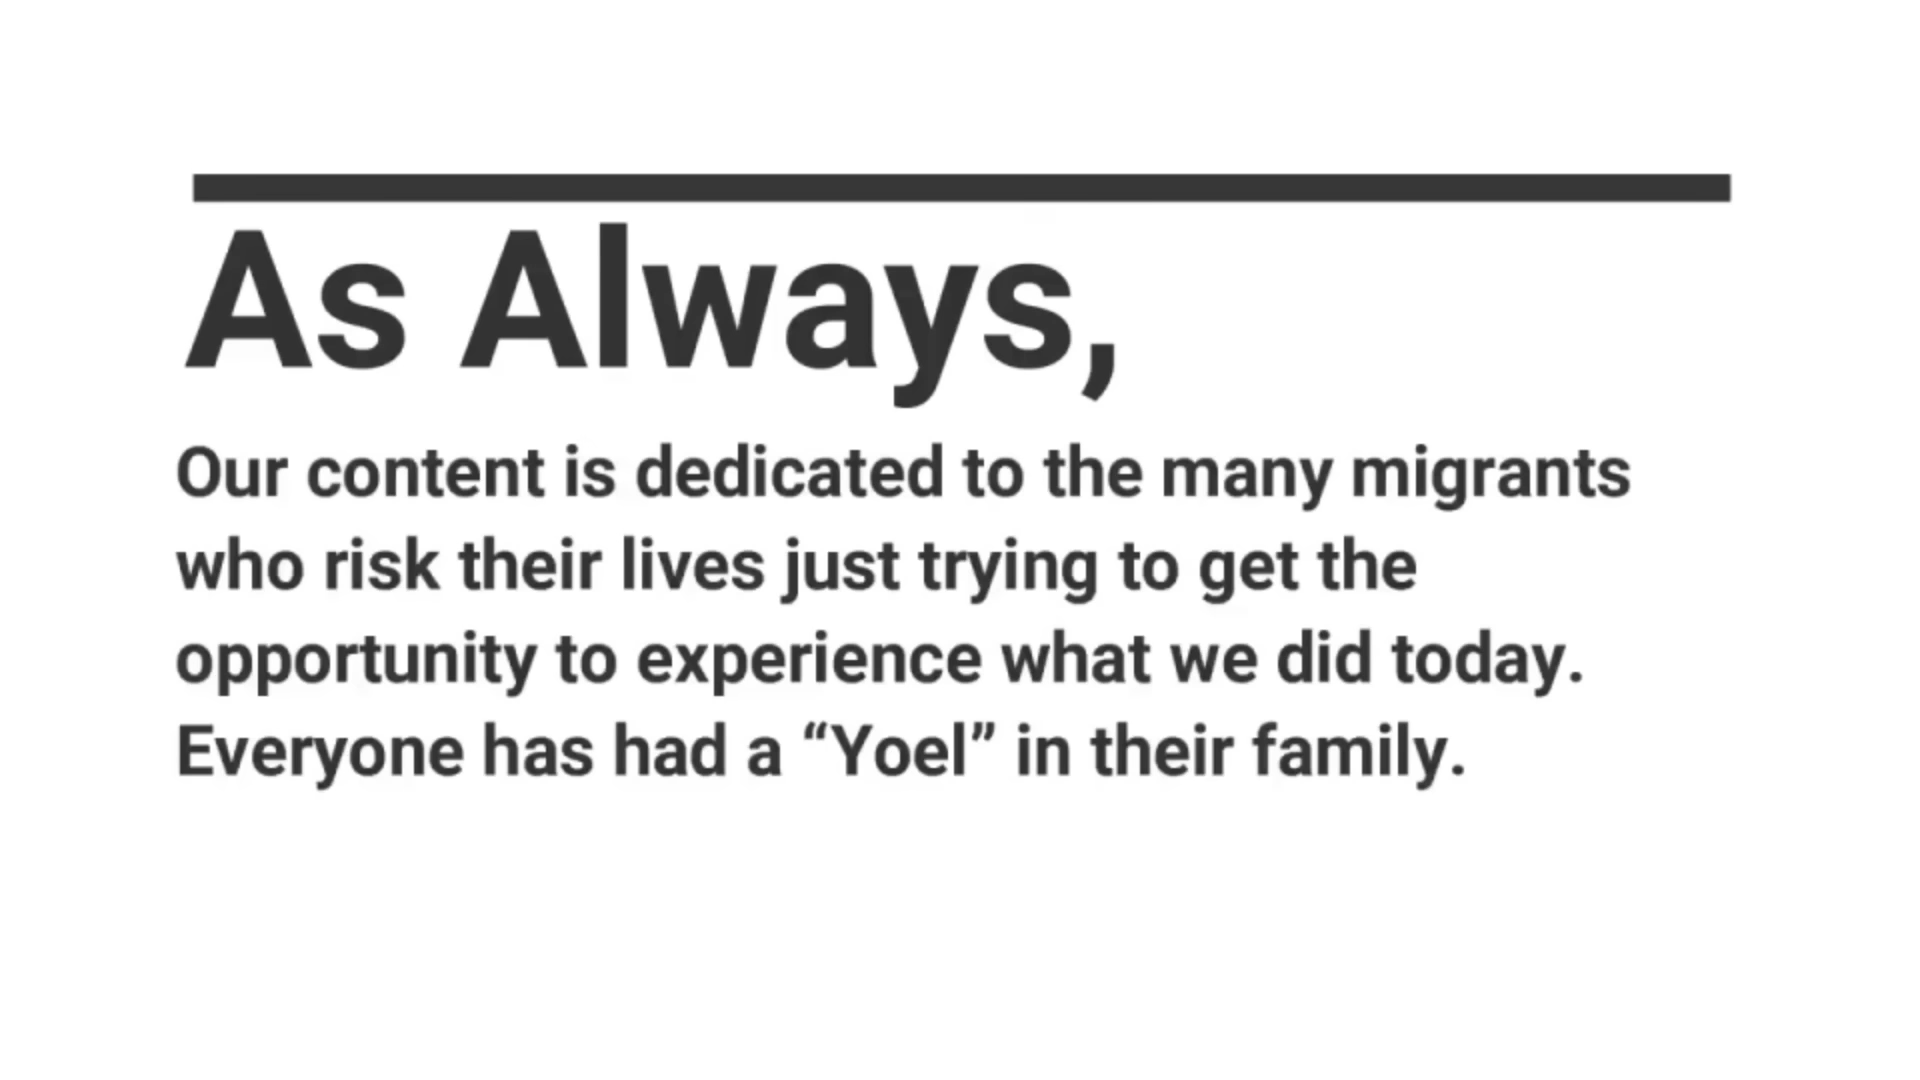 As Always,
Our content is dedicated to the many migrants
who risk their lives just trying to get the
opportunity to experience what we did today.
Everyone has had a “Yoel” in their family.